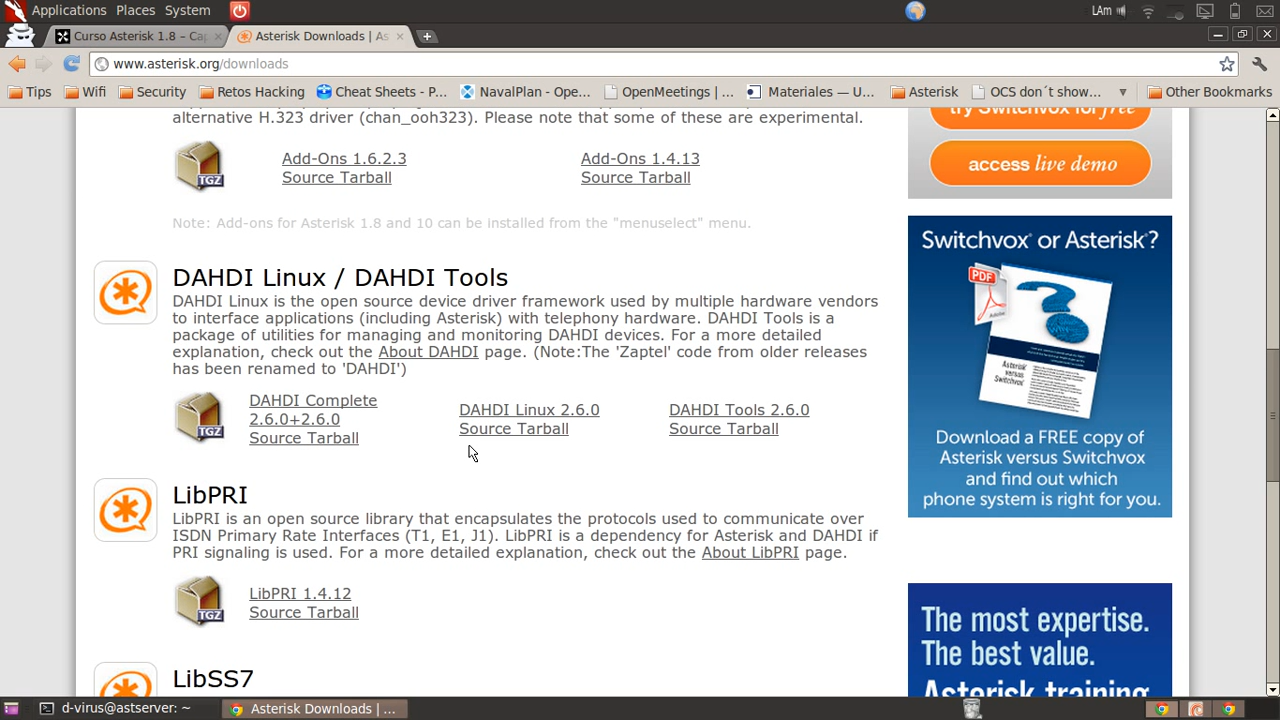 Applications Places System LAm
Curso Asterisk 1.8 – Cap
Asterisk Downloads | As
www.asterisk.org/downloads
Tips Wifi Security Retos Hacking Cheat Sheets - P... NavalPlan - Ope... OpenMeetings | ... Materiales — U... Asterisk OCS don´t show... Other Bookmarks
alternative H.323 driver (chan_ooh323). Please note that some of these are experimental.
TGZ
Add-Ons 1.6.2.3
Source Tarball
Add-Ons 1.4.13
Source Tarball
Note: Add-ons for Asterisk 1.8 and 10 can be installed from the "menuselect" menu.
DAHDI Linux / DAHDI Tools
DAHDI Linux is the open source device driver framework used by multiple hardware vendors
to interface applications(including Asterisk) with telephony hardware. DAHDI Tools is a
package of utilities for managing and monitoring DAHDI devices. For a more detailed
explanation, check out the About DAHDI page. (Note:The 'Zaptel' code from older releases
has been renamed to 'DAHDI')
TGZ
DAHDI Complete
2.6.0+2.6.0
Source Tarball
DAHDI Linux 2.6.0
Source Tarball
DAHDI Tools 2.6.0
Source Tarball
LibPRI
LibPRI is an open source library that encapsulates the protocols used to communicate over
ISDN Primary Rate Interfaces (T1, E1, J1). LibPRI is a dependency for Asterisk and DAHDI if
PRI signaling is used. For a more detailed explanation, check out the About LibPRI page.
TGZ
LibPRI 1.4.12
Source Tarball
LibSS7
try Switchvox for free
access live demo
Switchvox® or Asterisk®?
PDF
Asterisk
versus
Switchvox
Download a FREE copy of
Asterisk versus Switchvox
and find out which
phone system is right for you.
The most expertise.
The best value.
Asterisk training
d-virus@astserver: ~
Asterisk Downloads | ...